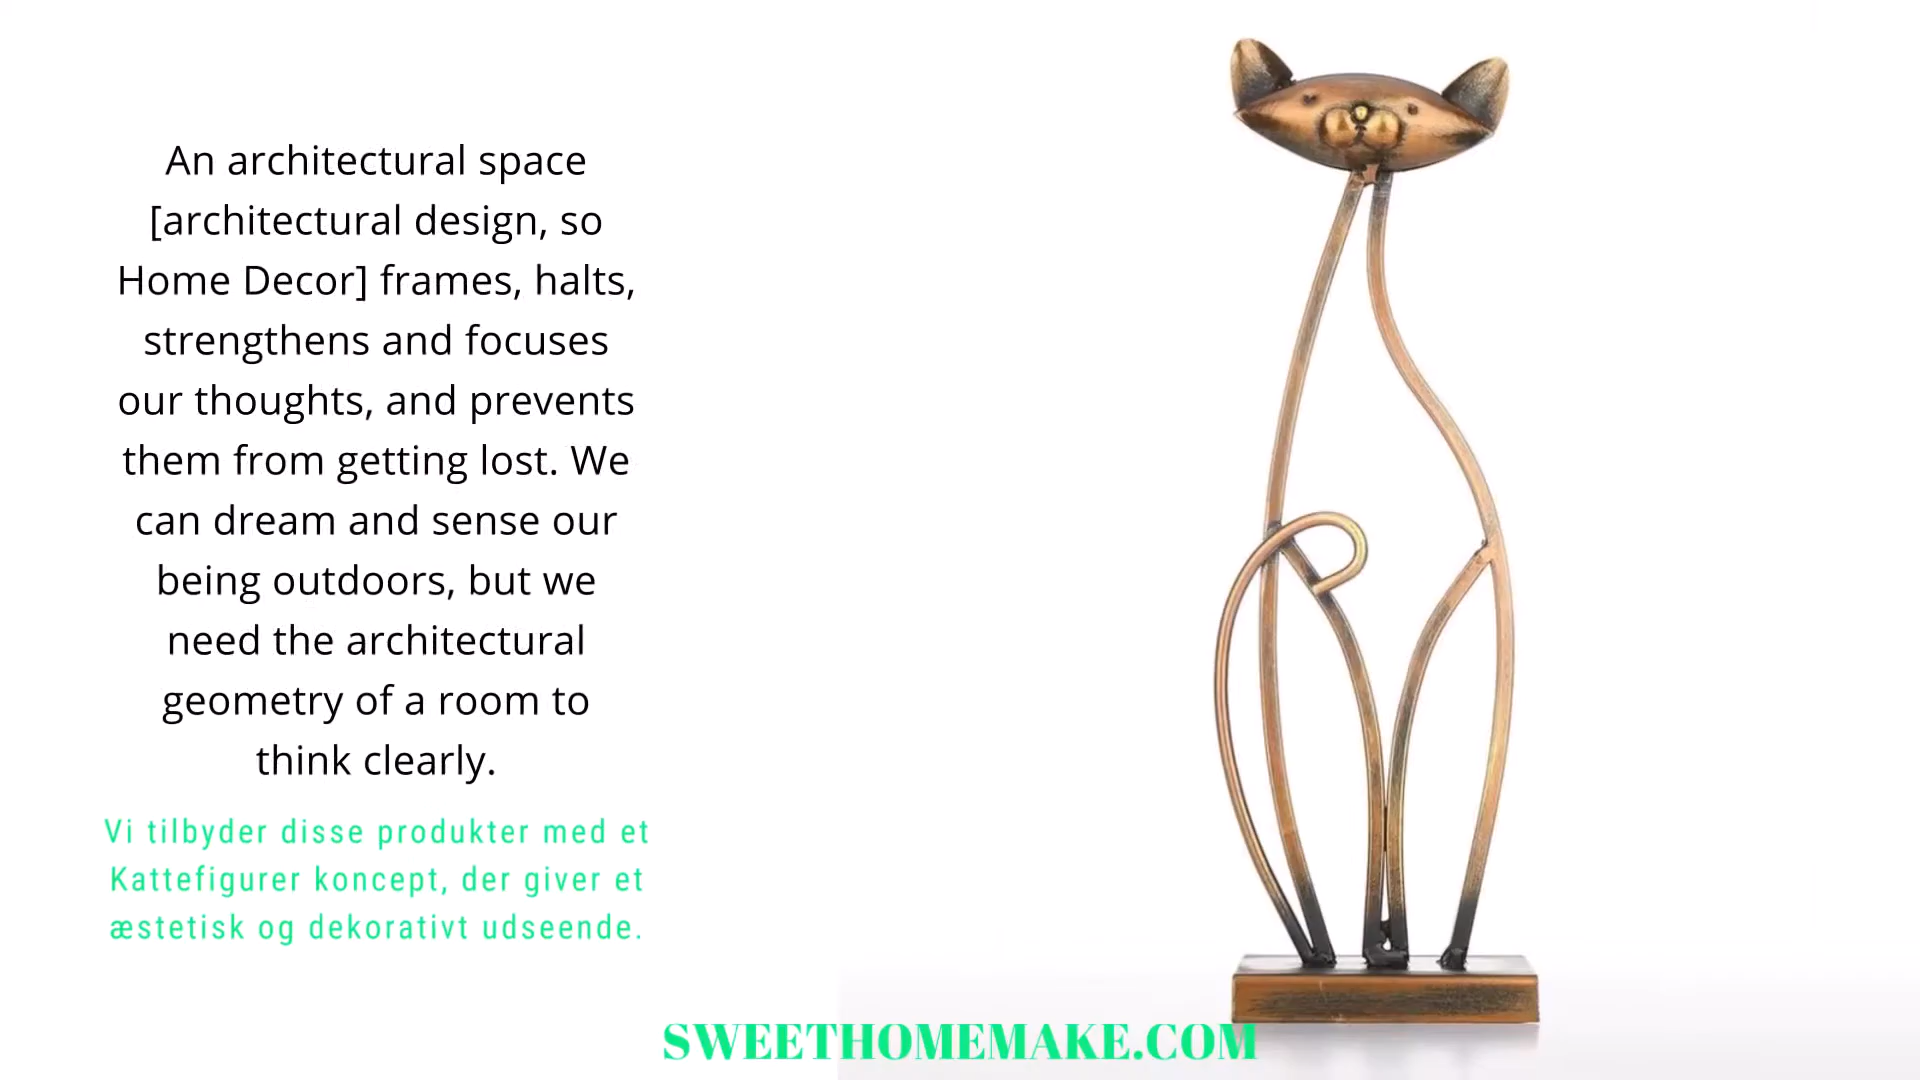 An architectural space
[architectural design, so
Home Decor] frames, halts,
strengthens and focuses
our thoughts, and prevents
them from getting lost. We
can dream and sense our
being outdoors, but we
need the architectural
geometry of a room to
think clearly.
Vi tilbyder disse produkter med et
Kattefigurer koncept, der giver et
æstetisk og dekorativt udseende.
SWEETHOMEMAKE.COM